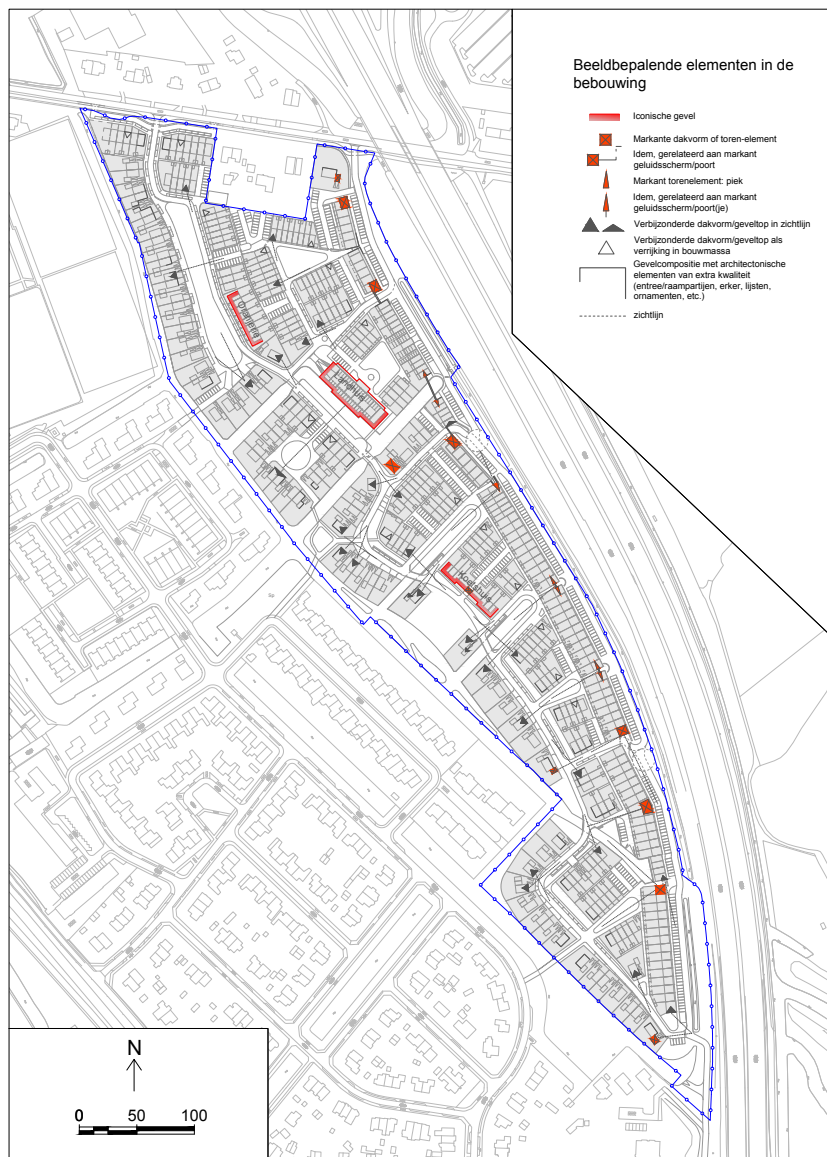 Beeldbepalende elementen in de
bebouwing
Iconische gevel
Markante dakvorm of toren-element
Idem, gerelateerd aan markant
geluidsscherm/poort
Markant torenelement: piek
Idem, gerelateerd aan markant
geluidsscherm/poort(je)
Verbijzonderde dakvorm/geveltop in zichtlijn
Verbijzonderde dakvorm/geveltop als
verrijking in bouwmassa
Gevelcompositie met architectonische
elementen van extra kwaliteit
(entree/raampartijen, erker, lijsten,
ornamenten, etc.)
zichtlijn
Landhuis
Koetshuis
N
0 50 100